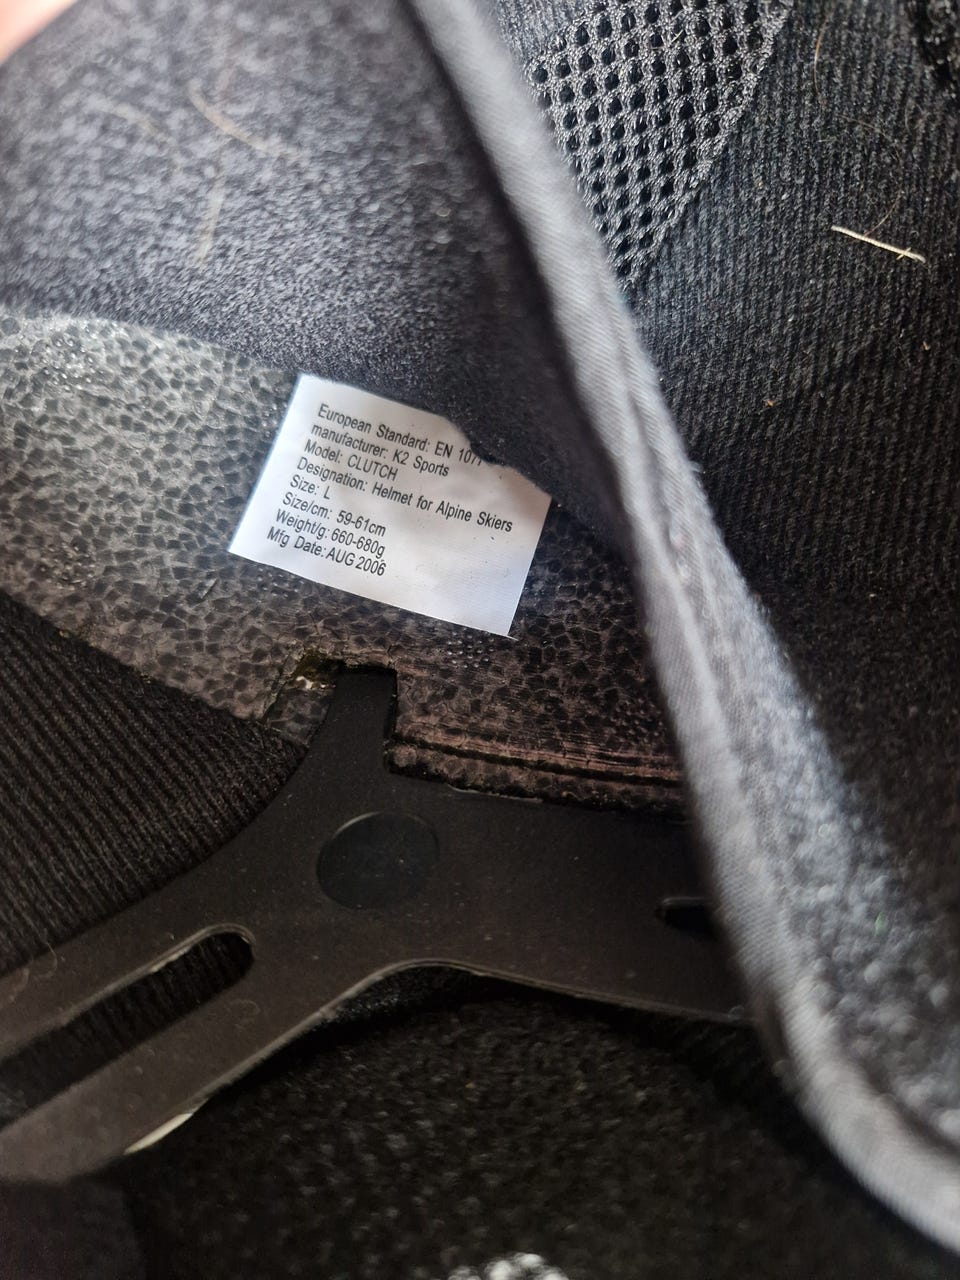 European Standard: EN 1077
manufacturer: K2 Sports
Model: CLUTCH
Designation: Helmet for Alpine Skiers
Size: L
Size/cm: 59-61cm
Weight/g:660-680g
Mfg Date:AUG 2006